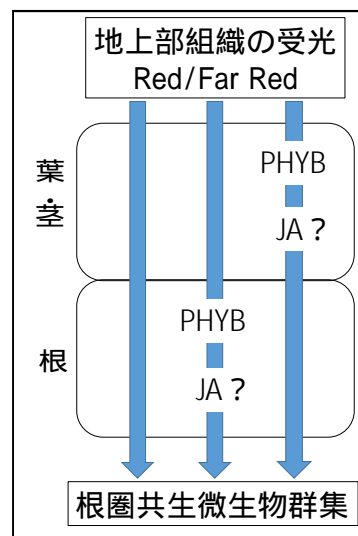 地上部組織の受光
Red/Far Red
葉・茎
PHYB
JA？
根
PHYB
JA？
根圏共生微生物群集